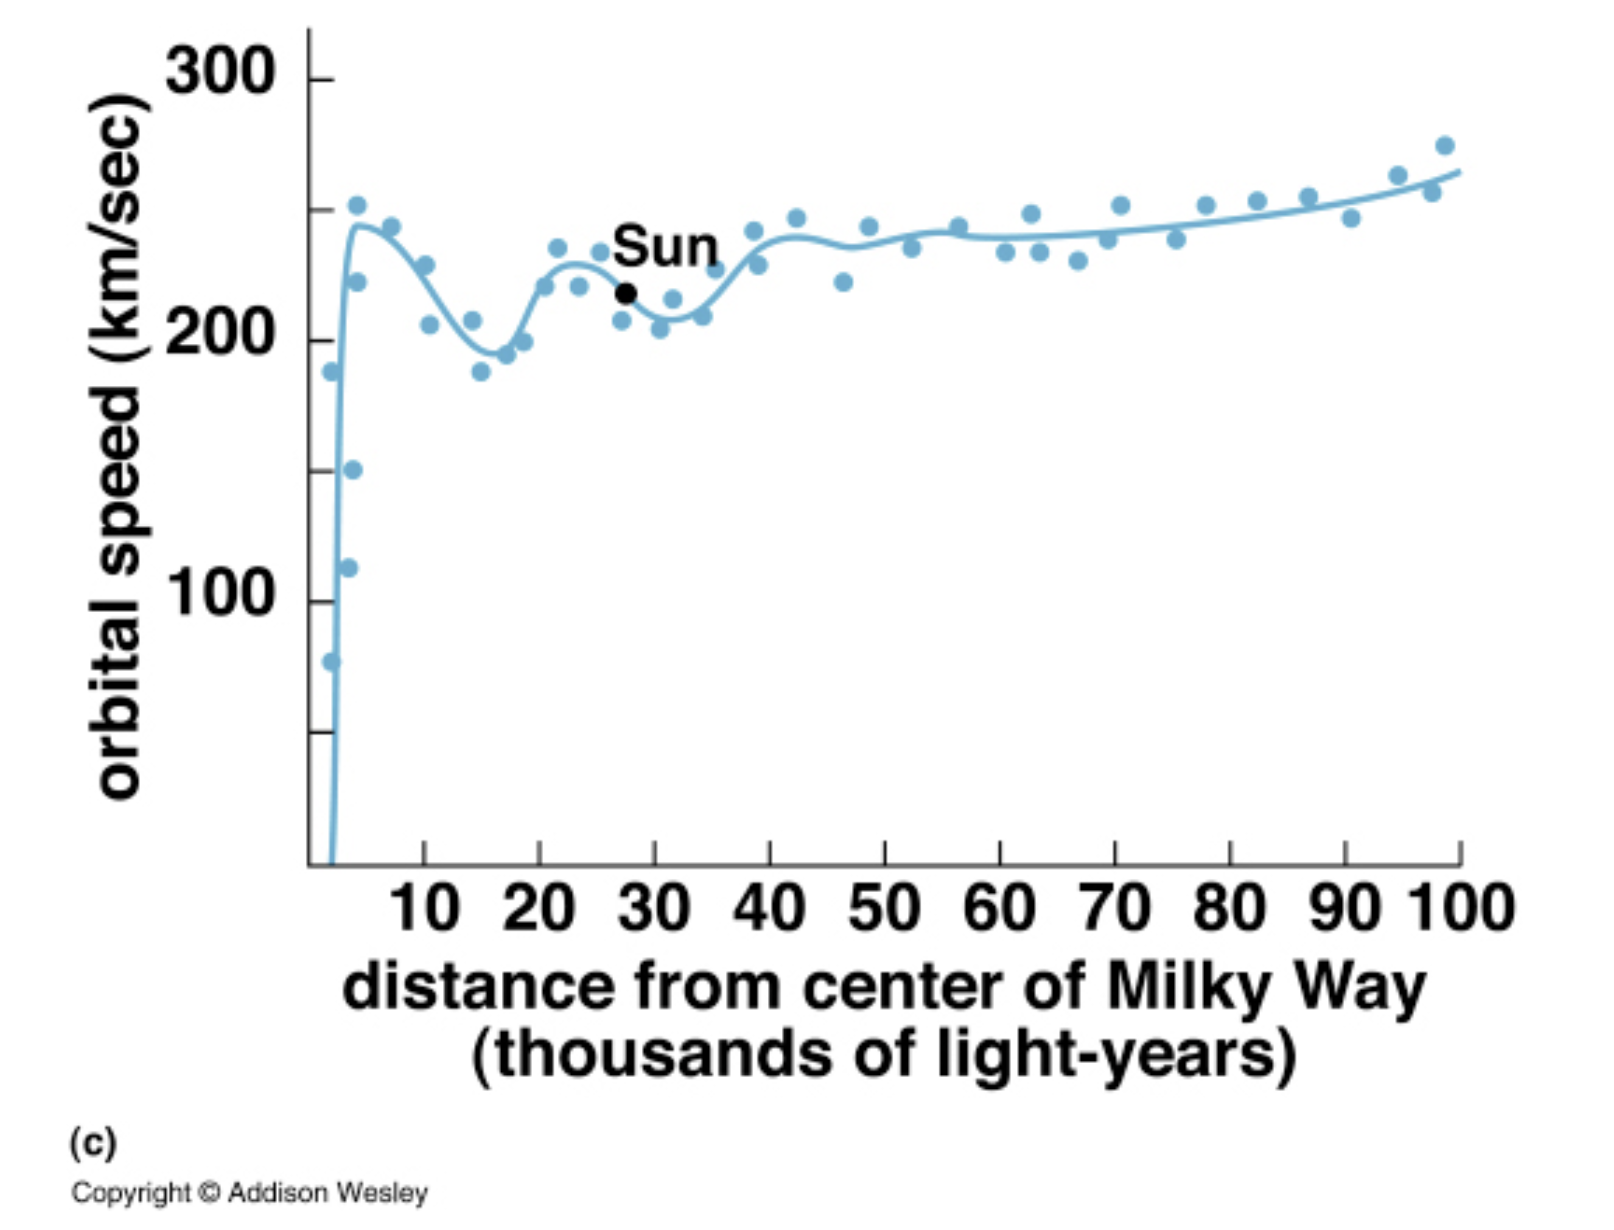 300
200
100
orbital speed (km/sec)
Sun
10 20 30 40 50 60 70 80 90 100
distance from center of Milky Way
(thousands of light-years)
(c)
Copyright © Addison Wesley